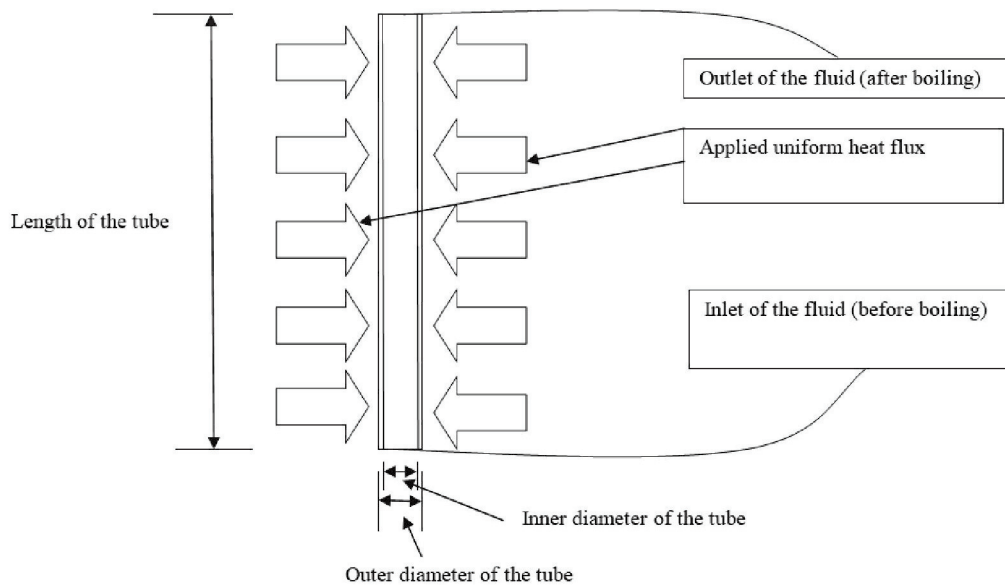 Outlet of the fluid (after boiling)
Applied uniform heat flux
Length of the tube
Inlet of the fluid (before boiling)
Inner diameter of the tube
Outer diameter of the tube